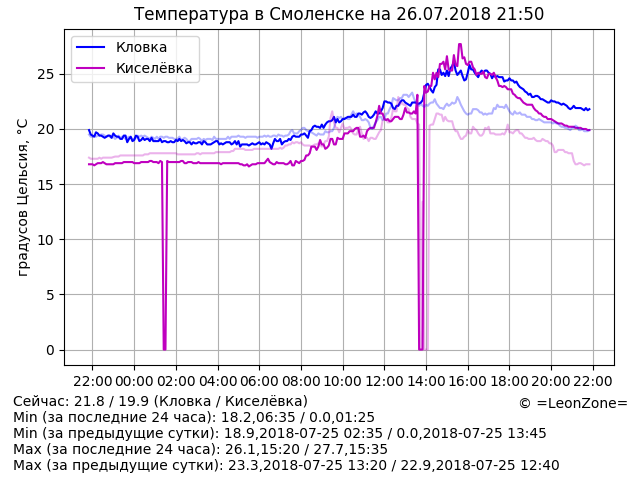 Температура в Смоленске на 26.07.2018 21:50
Кловка
Киселёвка
градусов Цельсия, °C
25
20
15
10
5
0
22:00 00:00 02:00 04:00 06:00 08:00 10:00 12:00 14:00 16:00 18:00 20:00 22:00
Сейчас: 21.8 / 19.9 (Кловка / Киселёвка)
© =LeonZone=
Min (за последние 24 часа): 18.2,06:35 / 0.0,01:25
Min (за предыдущие сутки): 18.9,2018-07-25 02:35 / 0.0,2018-07-25 13:45
Max (за последние 24 часа): 26.1,15:20 / 27.7,15:35
Max (за предыдущие сутки): 23.3,2018-07-25 13:20 / 22.9,2018-07-25 12:40